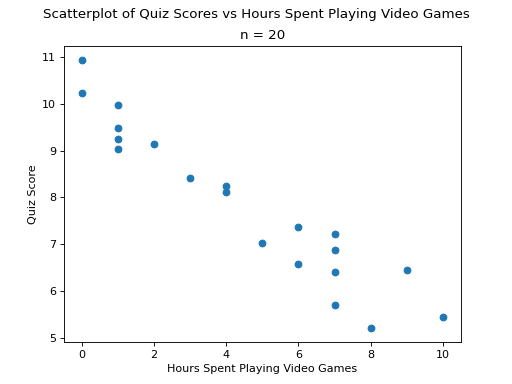 Scatterplot of Quiz Scores vs Hours Spent Playing Video Games
n = 20
11
10
9
8
7
6
5
Quiz Score
0 2 4 6 8 10
Hours Spent Playing Video Games